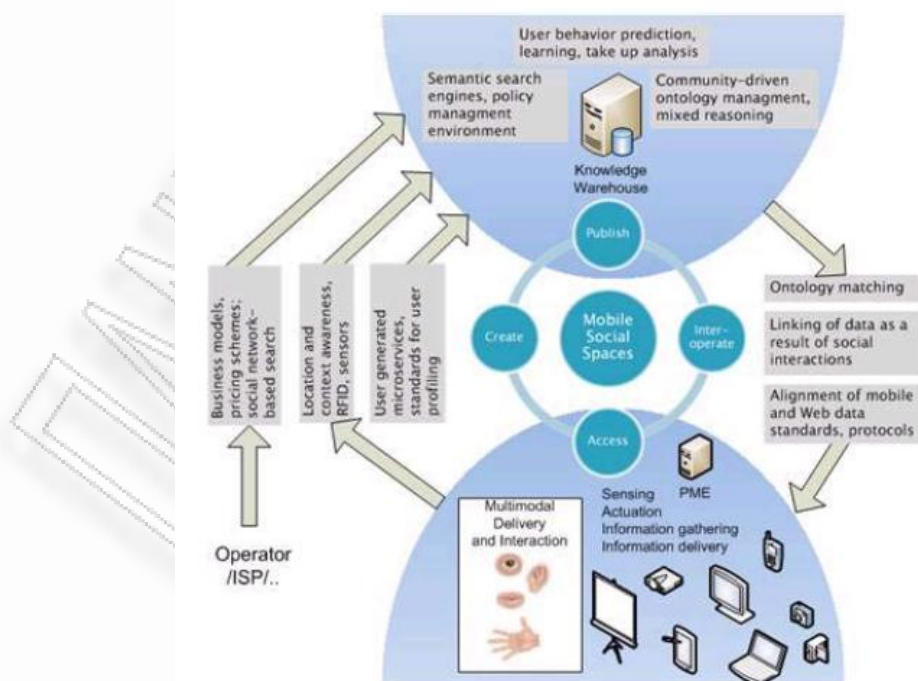 User behavior prediction,
learning, take up analysis
Semantic search
engines, policy
managment
environment
Community-driven
ontology managment,
mixed reasoning
Knowledge
Warehouse
Publish
Create
Mobile
Social
Spaces
Inter-
operate
Access
Business models,
pricing schemes;
social network-
based search
Location and
context awareness,
RFID, sensors
User generated
microservices,
standards for user
profiling
Ontology matching
Linking of data as a
result of social
interactions
Alignment of mobile
and Web data
standards, protocols
Operator
/ISP/..
Multimodal
Delivery
and Interaction
Sensing
Actuation
Information gathering
Information delivery
PME